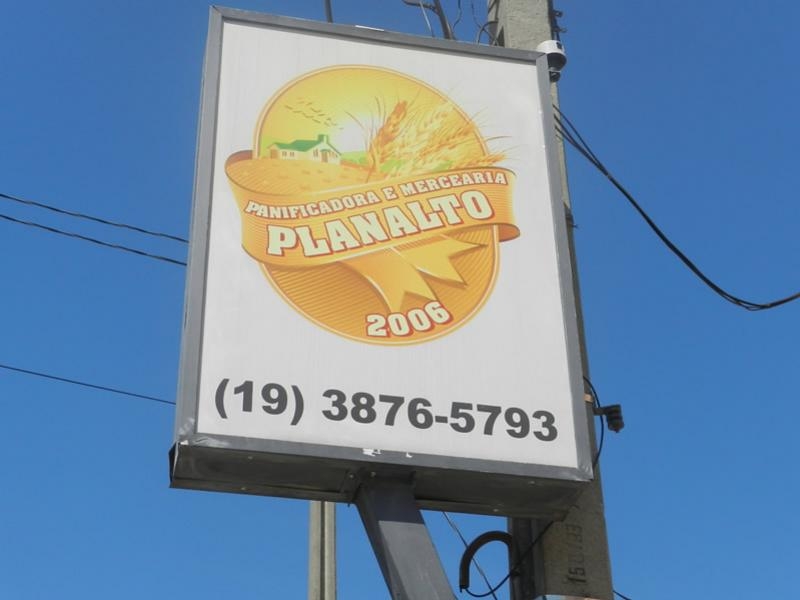 PANIFICADORA E MERCEARIA
PLANALTO
2006
(19) 3876-5793